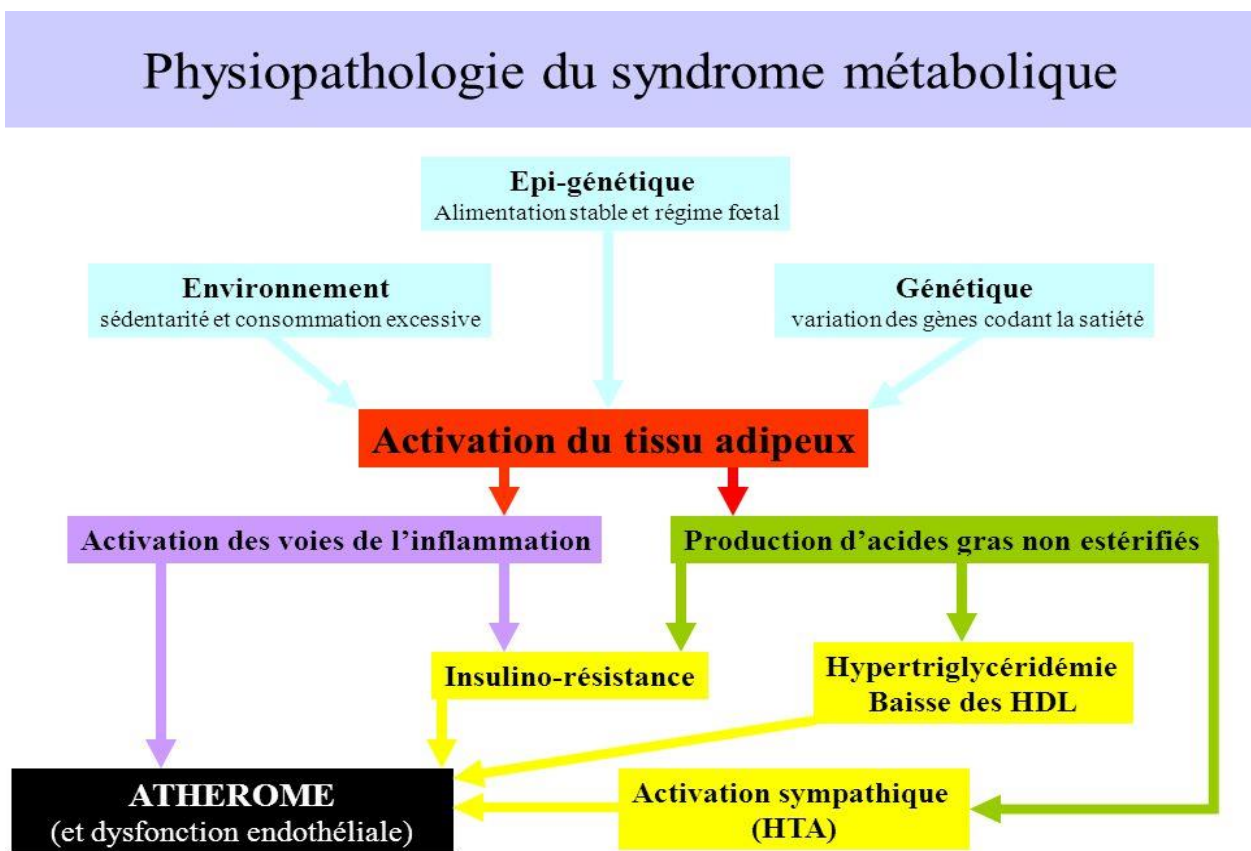 Physiopathologie du syndrome métabolique
Epi-génétique
Alimentation stable et régime fœtal
Environnement
sédentarité et consommation excessive
Génétique
variation des gènes codant la satiété
Activation du tissu adipeux
Activation des voies de l’inflammation
Production d’acides gras non estérifiés
Insulino-résistance
Hypertriglycéridémie
Baisse des HDL
ATHEROME
(et dysfonction endothéliale)
Activation sympathique
(HTA)